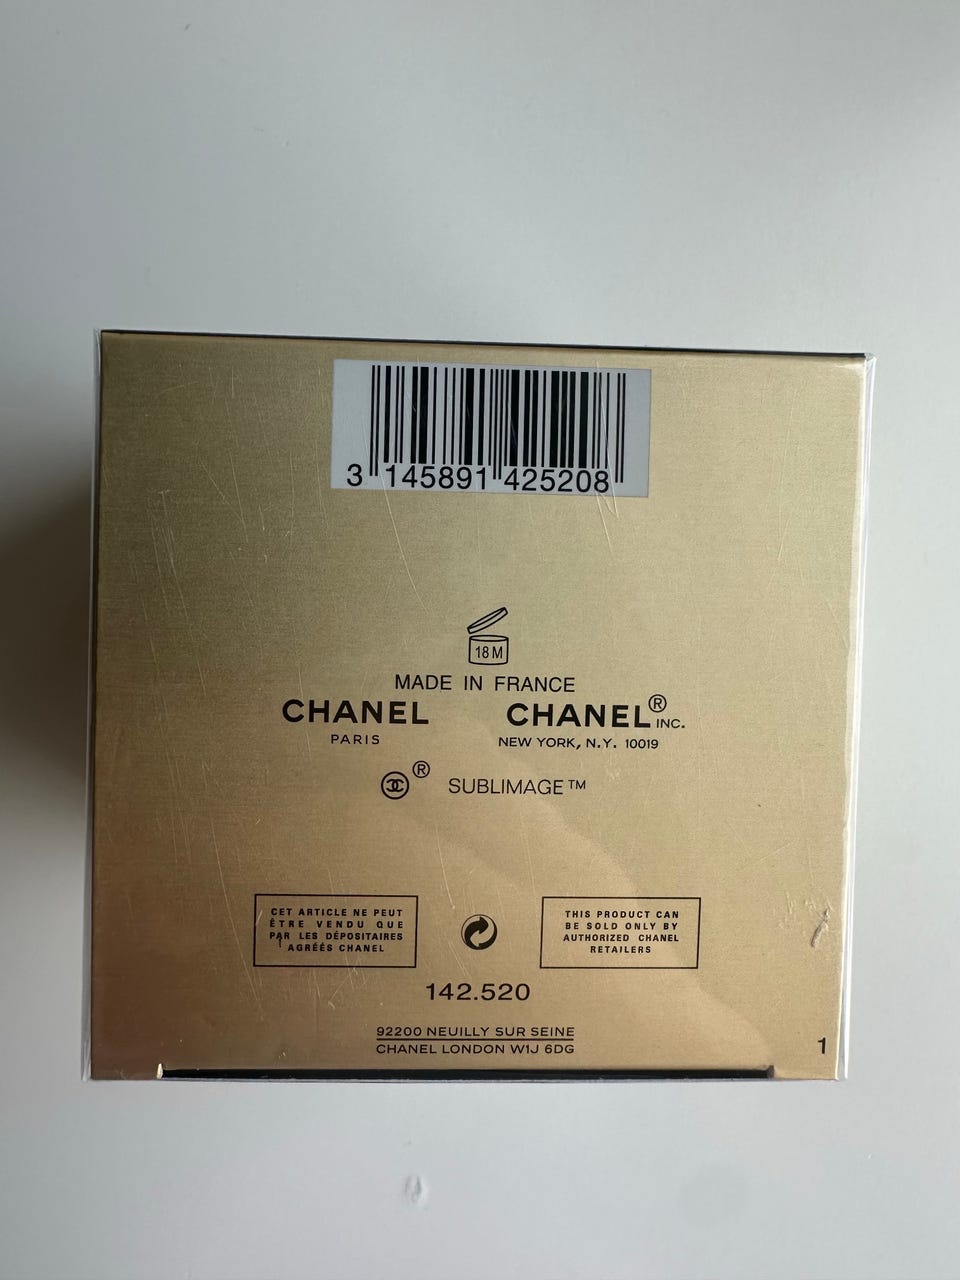 3 145891 425208
18 M
MADE IN FRANCE
CHANEL
PARIS
CHANEL® INC.
NEW YORK, N.Y. 10019
® SUBLIMAGE™
CET ARTICLE NE PEUT
ÊTRE VENDU QUE
PAR LES DÉPOSITAIRES
AGRÉÉS CHANEL
THIS PRODUCT CAN
BE SOLD ONLY BY
AUTHORIZED CHANEL
RETAILERS
142.520
92200 NEUILLY SUR SEINE
CHANEL LONDON W1J 6DG
1